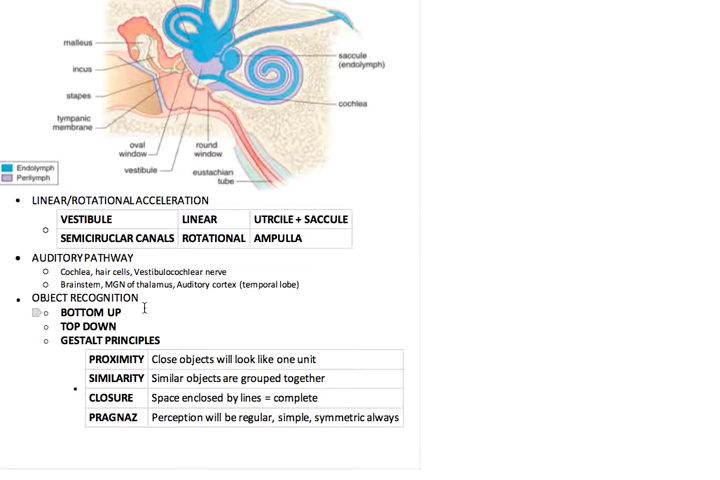 malleus
incus
stapes
tympanic
membrane
oval
window
vestibule
round
window
eustachian
tube
saccule
(endolymph)
cochlea
Endolymph
Perilymph
LINEAR/ROTATIONAL ACCELERATION
VESTIBULE LINEAR UTRCILE + SACCULE
SEMICIRUCLAR CANALS ROTATIONAL AMPULLA
AUDITORY PATHWAY
Cochlea, hair cells, Vestibulocochlear nerve
Brainstem, MGN of thalamus, Auditory cortex (temporal lobe)
OBJECT RECOGNITION
BOTTOM UP
TOP DOWN
GESTALT PRINCIPLES
PROXIMITY Close objects will look like one unit
SIMILARITY Similar objects are grouped together
CLOSURE Space enclosed by lines = complete
PRAGNAZ Perception will be regular, simple, symmetric always